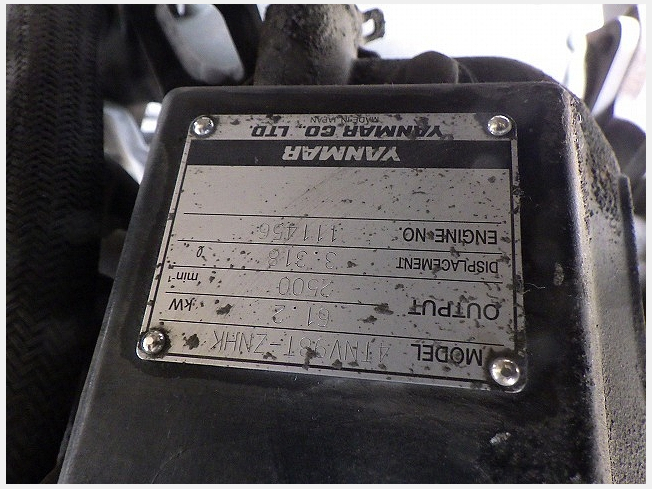 MODEL 4TNV98T-ZNHK
OUTPUT 61.2 kW
2500 min-1
DISPLACEMENT 3.318 ℓ
ENGINE NO. 111456
YANMAR
YANMAR CO., LTD.
MADE IN JAPAN